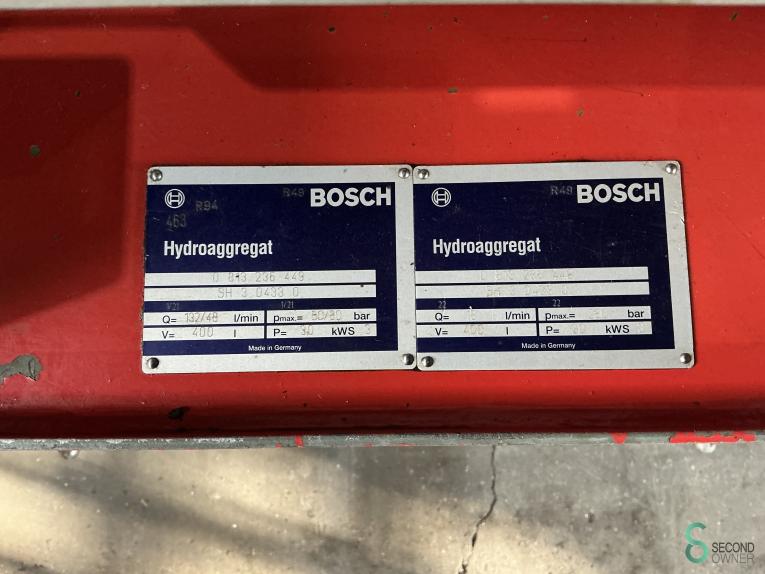 R94 R49 BOSCH
463
Hydroaggregat
0 813 236 449
SH 3.0433 0
1/21 1/21
Q= 132/48 l/min pmax.= 80/80 bar
V= 400 l P= 30 kWS 3
Made in Germany
R49 BOSCH
Hydroaggregat
22 22
Q= l/min pmax.= bar
V= 400 l P= kWS
Made in Germany
SECOND
OWNER